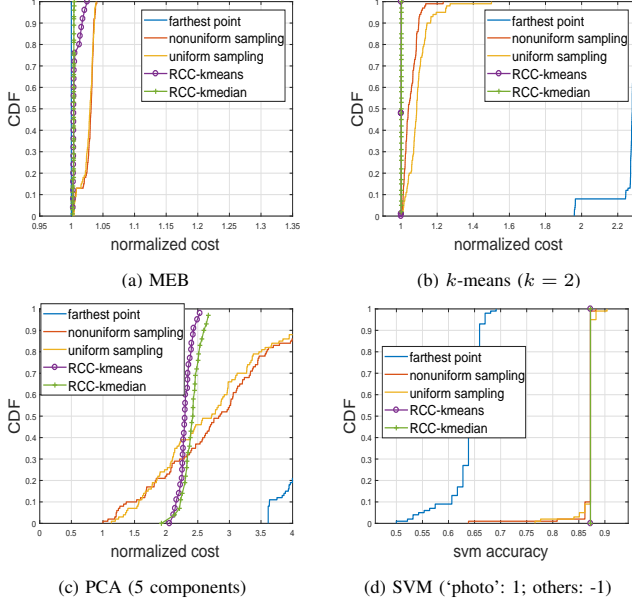 CDF
1
0.9
0.8
0.7
0.6
0.5
0.4
0.3
0.2
0.1
0
farthest point
nonuniform sampling
uniform sampling
RCC-kmeans
RCC-kmedian
0.95 1 1.05 1.1 1.15 1.2 1.25 1.3 1.35
normalized cost
(a) MEB
CDF
1
0.9
0.8
0.7
0.6
0.5
0.4
0.3
0.2
0.1
0
farthest point
nonuniform sampling
uniform sampling
RCC-kmeans
RCC-kmedian
1 1.2 1.4 1.6 1.8 2 2.2
normalized cost
(b) k-means (k = 2)
CDF
1
0.9
0.8
0.7
0.6
0.5
0.4
0.3
0.2
0.1
0
farthest point
nonuniform sampling
uniform sampling
RCC-kmeans
RCC-kmedian
0 0.5 1 1.5 2 2.5 3 3.5 4
normalized cost
(c) PCA (5 components)
CDF
1
0.9
0.8
0.7
0.6
0.5
0.4
0.3
0.2
0.1
0
farthest point
nonuniform sampling
uniform sampling
RCC-kmeans
RCC-kmedian
0.5 0.55 0.6 0.65 0.7 0.75 0.8 0.85 0.9
svm accuracy
(d) SVM (‘photo’: 1; others: -1)